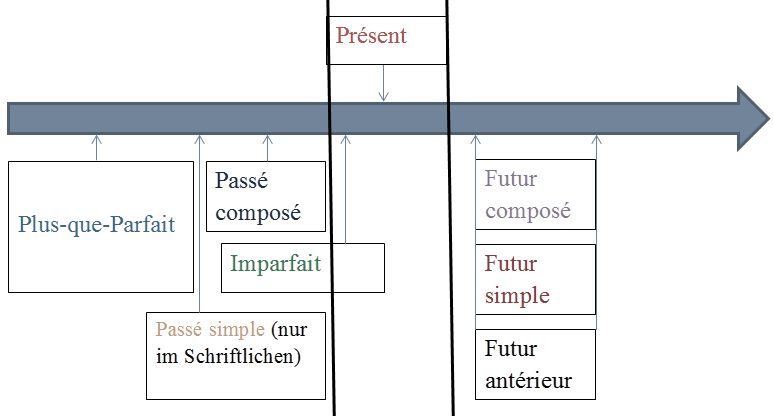 Présent
Plus-que-Parfait
Passé
composé
Imparfait
Passé simple (nur
im Schriftlichen)
Futur
composé
Futur
simple
Futur
antérieur